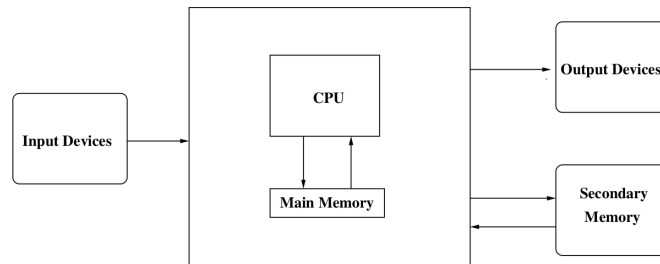 Input Devices
CPU
Main Memory
Output Devices
Secondary
Memory